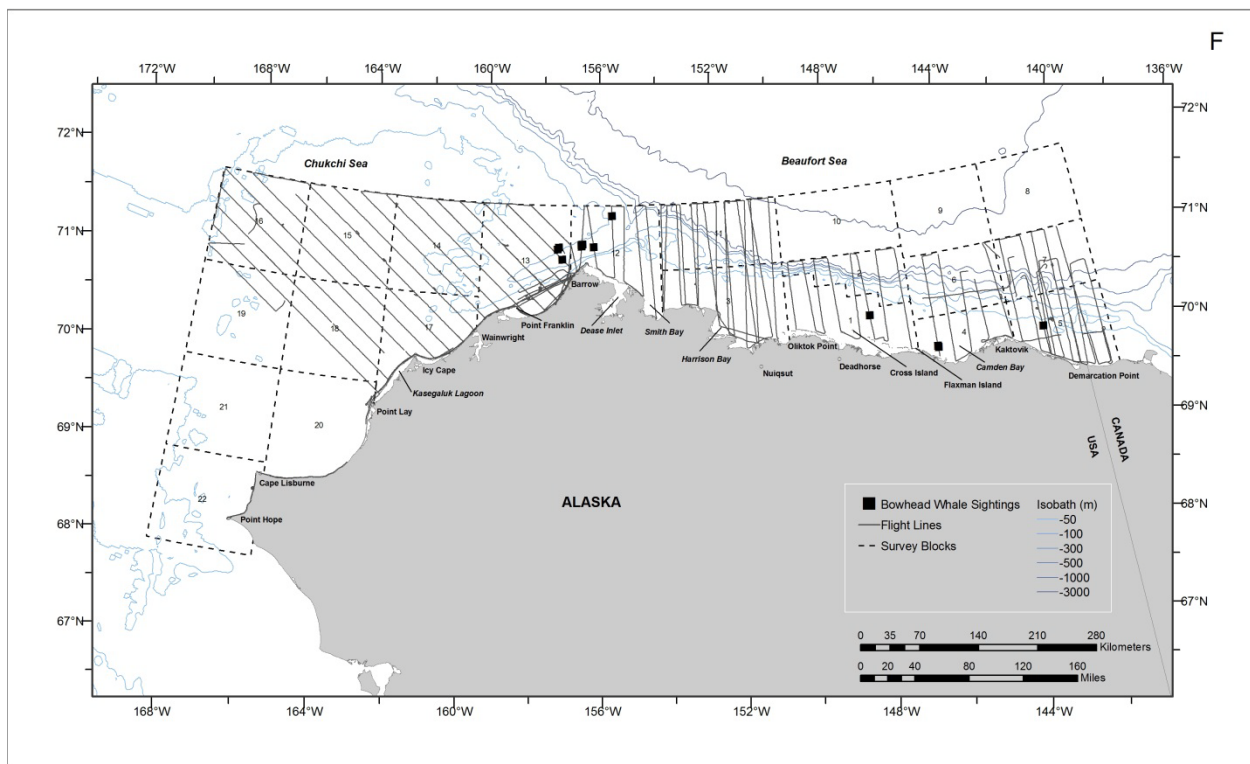 F
172°W 168°W 164°W 160°W 156°W 152°W 148°W 144°W 140°W 136°W
72°N 72°N
Chukchi Sea
Beaufort Sea
8
9
10
71°N 71°N
16
15
14
13
2
11
7
6
70°N 70°N
19
18
17
3
1
4
5
Barrow
Point Franklin
Dease Inlet
Smith Bay
Wainwright
Harrison Bay
Oliktok Point
Kaktovik
Icy Cape
Nuiqsut
Deadhorse
Cross Island
Camden Bay
Flaxman Island
Demarcation Point
Kasegaluk Lagoon
Point Lay
21
20
69°N 69°N
CANADA
USA
Cape Lisburne
22
Point Hope
ALASKA
68°N 68°N
67°N 67°N
Bowhead Whale Sightings
Flight Lines
Survey Blocks
Isobath (m)
-50
-100
-300
-500
-1000
-3000
0 35 70 140 210 280
Kilometers
0 20 40 80 120 160
Miles
168°W 164°W 160°W 156°W 152°W 148°W 144°W